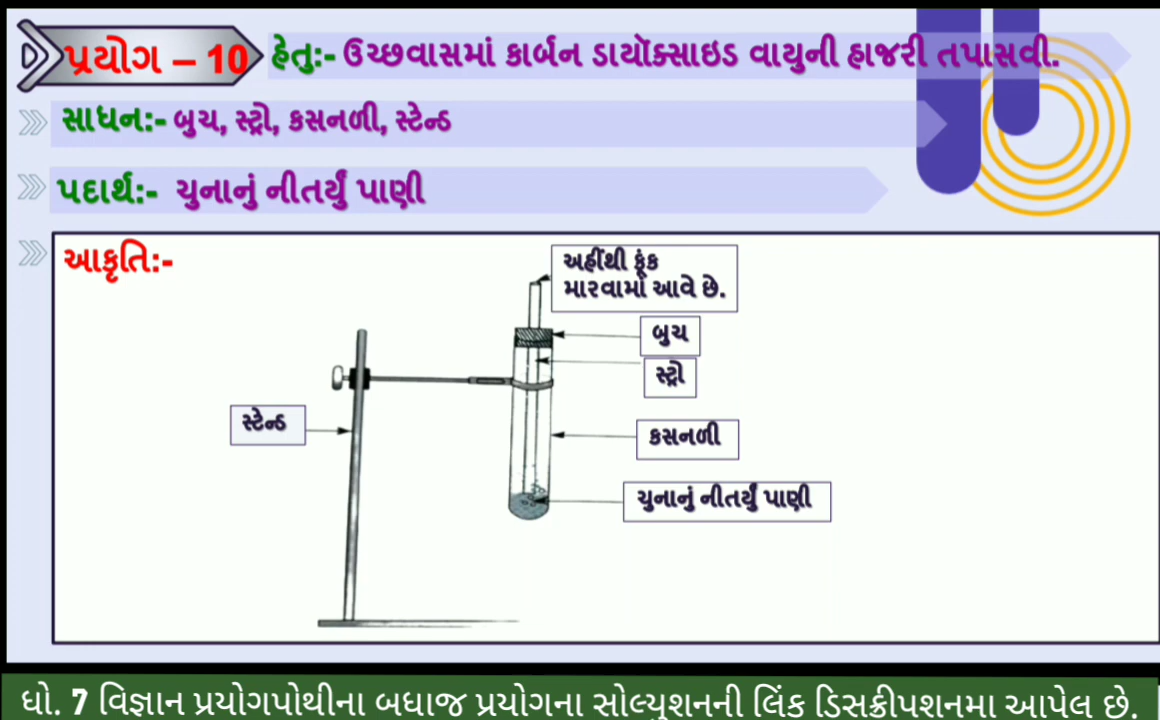 પ્રયોગ – 10
હેતુ:- ઉચ્છવાસમાં કાર્બન ડાયૉક્સાઇડ વાયુની હાજરી તપાસવી.
સાધન:- બુચ, સ્ટ્રો, કસનળી, સ્ટેન્ડ
પદાર્થ:- ચુનાનું નીતર્યું પાણી
આકૃતિ:-
અહીંથી ફૂંક
મારવામાં આવે છે.
બુચ
સ્ટ્રો
સ્ટેન્ડ
કસનળી
ચુનાનું નીતર્યું પાણી
ધો. 7 વિજ્ઞાન પ્રયોગપોથીના બધાજ પ્રયોગના સોલ્યુશનની લિંક ડિસક્રીપશનમા આપેલ છે.